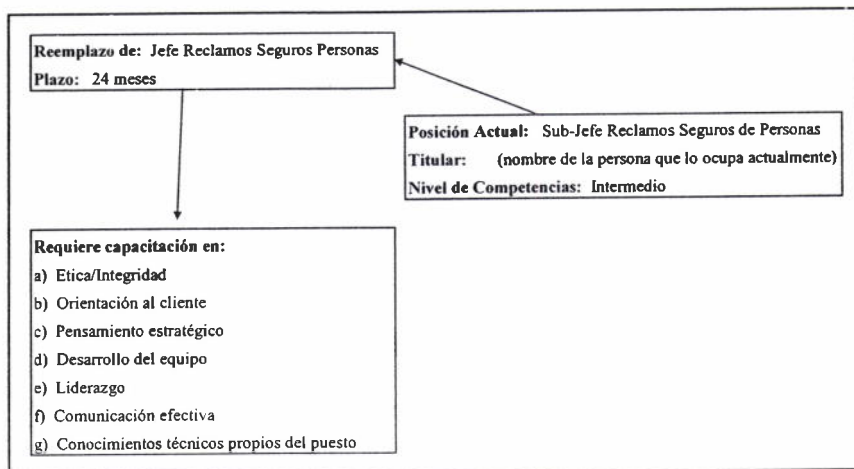 Reemplazo de: Jefe Reclamos Seguros Personas
Plazo: 24 meses
Posición Actual: Sub-Jefe Reclamos Seguros de Personas
Titular: (nombre de la persona que lo ocupa actualmente)
Nivel de Competencias: Intermedio
Requiere capacitación en:
a) Etica/Integridad
b) Orientación al cliente
c) Pensamiento estratégico
d) Desarrollo del equipo
e) Liderazgo
f) Comunicación efectiva
g) Conocimientos técnicos propios del puesto